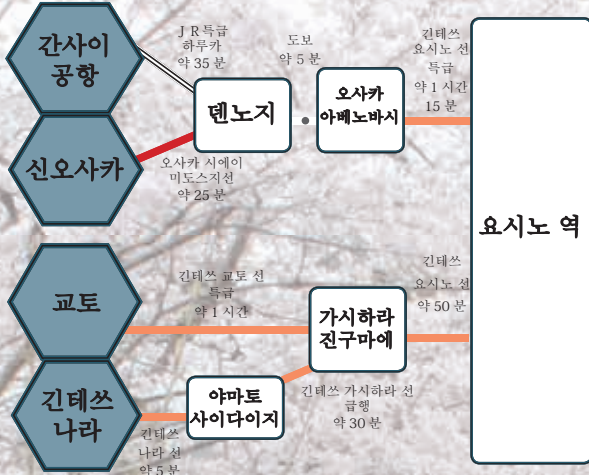 간사이
공항
J R 특급
하루카
약 35 분
도보
약 5 분
긴테쓰
요시노 선
특급
약 1 시간
15 분
덴노지
오사카
아베노바시
신오사카
오사카 시에이
미도스지선
약 25 분
요시노 역
교토
긴테쓰 교토 선
특급
약 1 시간
가시하라
진구마에
긴테쓰
요시노 선
약 50 분
긴테쓰
나라
긴테쓰
나라 선
약 5 분
야마토
사이다이지
긴테쓰 가시하라 선
급행
약 30 분